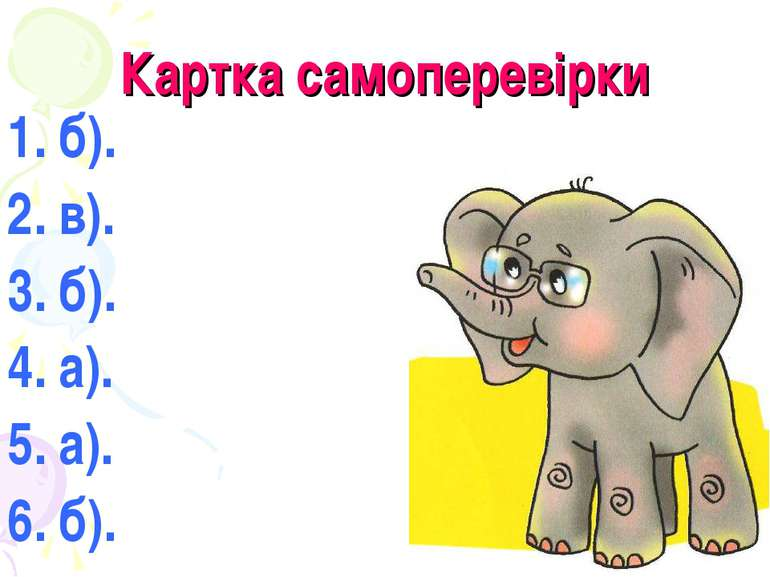 Картка самоперевірки
1. б).
2. в).
3. б).
4. а).
5. а).
6. б).